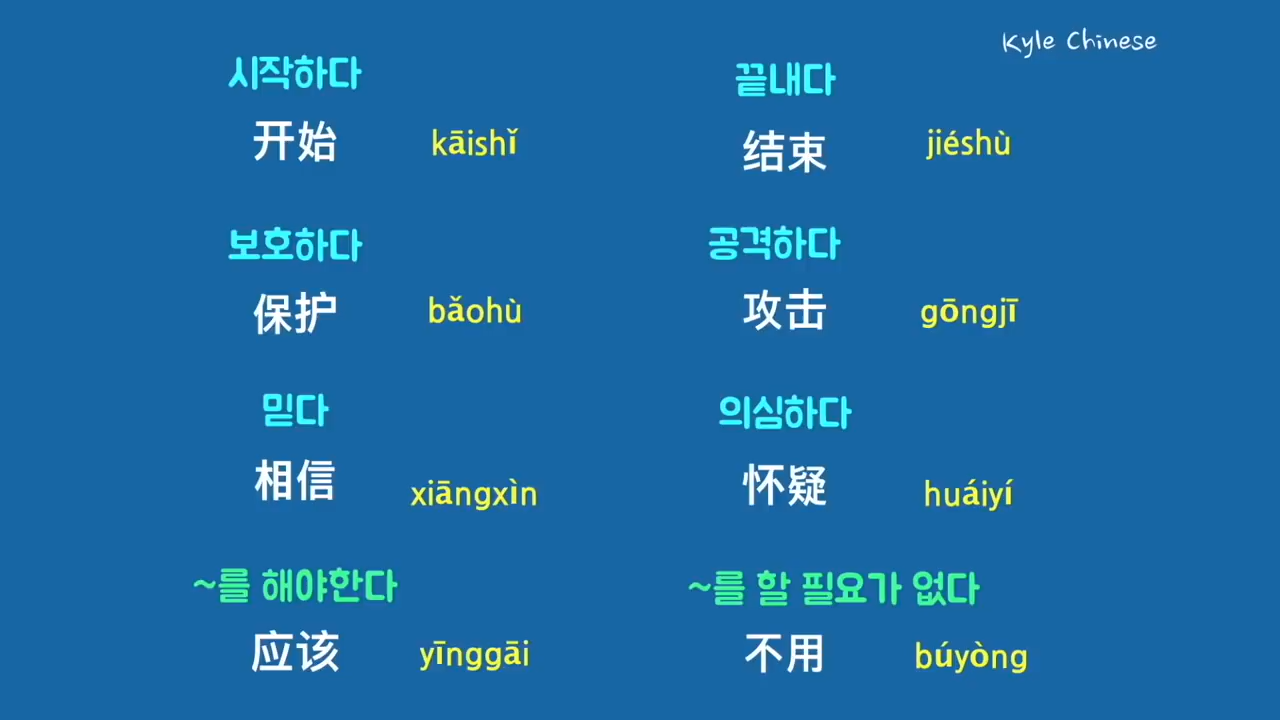 Kyle Chinese
시작하다
开始 kāishǐ
끝내다
结束 jiéshù
보호하다
保护 bǎohù
공격하다
攻击 gōngjī
믿다
相信 xiāngxìn
의심하다
怀疑 huáiyí
~를 해야한다
应该 yīnggāi
~를 할 필요가 없다
不用 búyòng